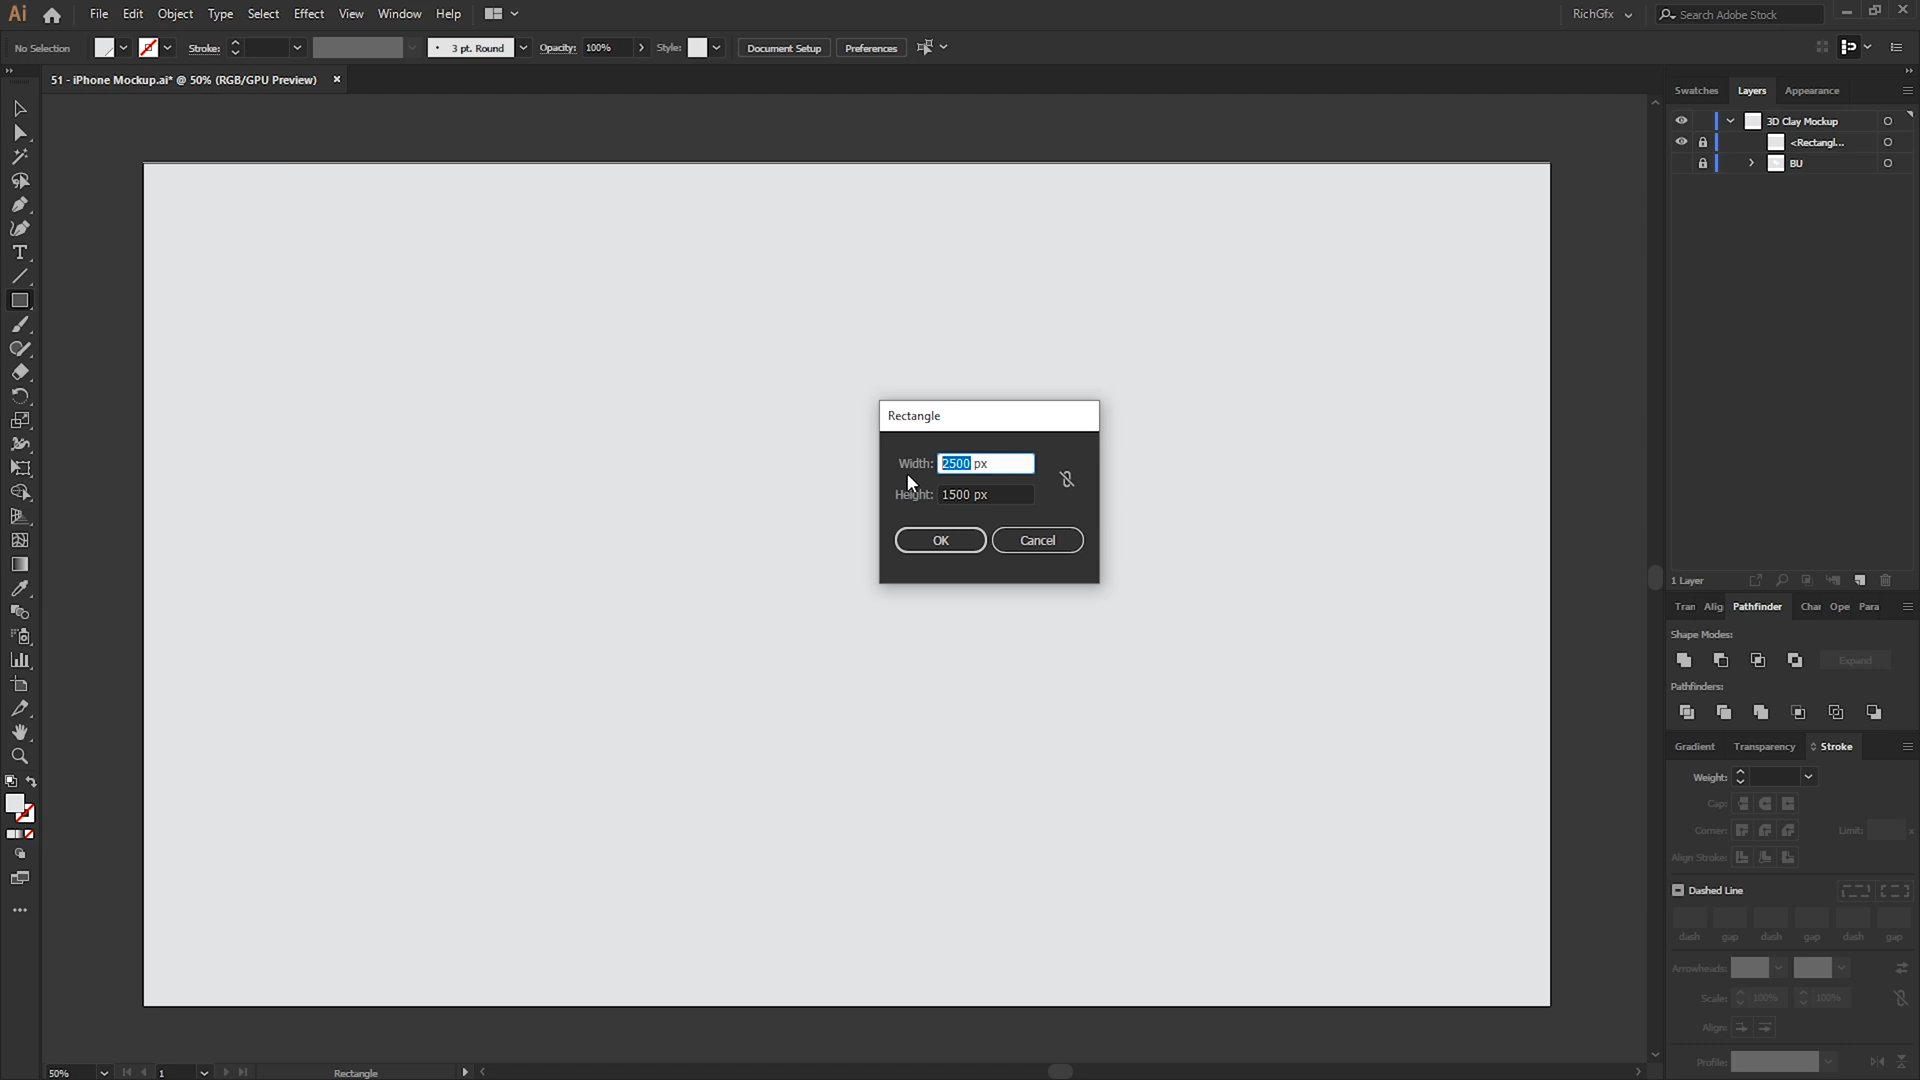 Ai File Edit Object Type Select Effect View Window Help RichGfx Search Adobe Stock
No Selection Stroke: 3 pt. Round Opacity: 100% Style: Document Setup Preferences
51 - iPhone Mockup.ai* @ 50% (RGB/GPU Preview)
Swatches Layers Appearance
3D Clay Mockup
<Rectangl...
BU
Rectangle
Width: 2500 px
Height: 1500 px
OK Cancel
1 Layer
Tran Alig Pathfinder Char Ope Para
Shape Modes:
Expand
Pathfinders:
Gradient Transparency Stroke
Weight:
Cap:
Corner: Limit: x
Align Stroke:
Dashed Line
dash gap dash gap dash gap
Arrowheads:
Scale: 100% 100%
Align:
Profile:
50% 1 Rectangle